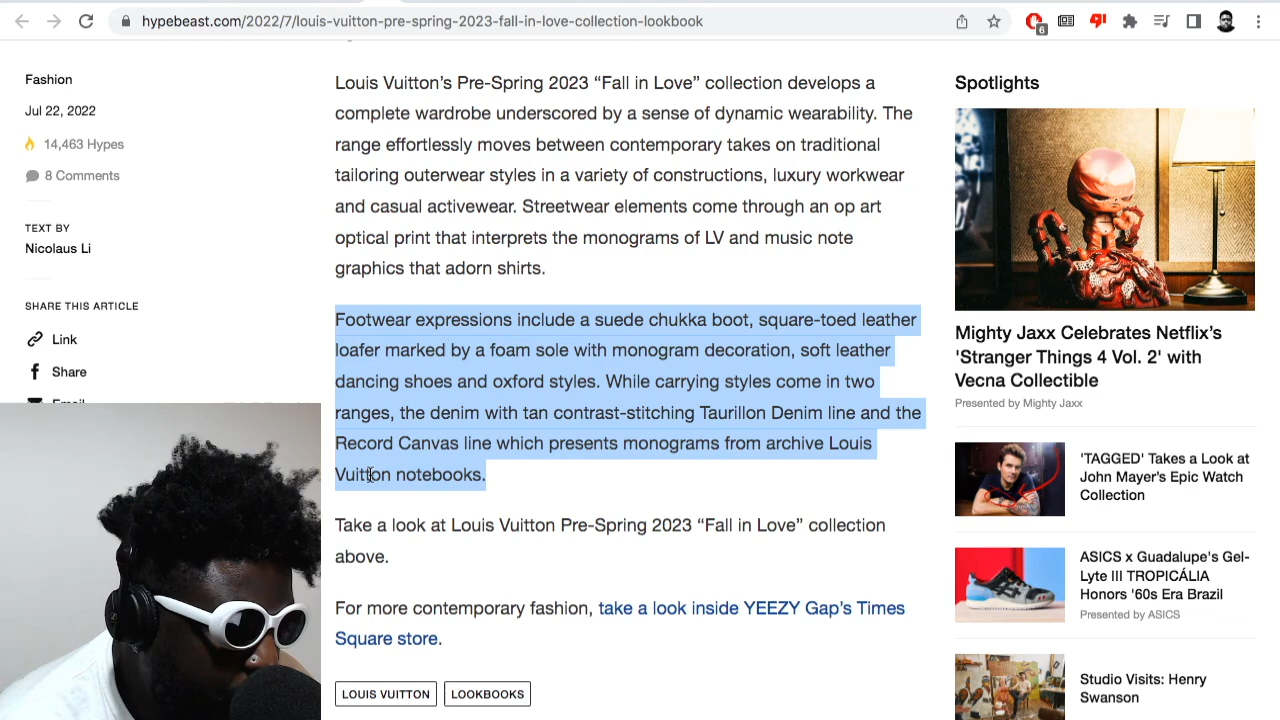 hypebeast.com/2022/7/louis-vuitton-pre-spring-2023-fall-in-love-collection-lookbook
6
Fashion
Jul 22, 2022
14,463 Hypes
8 Comments
TEXT BY
Nicolaus Li
SHARE THIS ARTICLE
Link
Share
Email
Louis Vuitton’s Pre-Spring 2023 “Fall in Love” collection develops a
complete wardrobe underscored by a sense of dynamic wearability. The
range effortlessly moves between contemporary takes on traditional
tailoring outerwear styles in a variety of constructions, luxury workwear
and casual activewear. Streetwear elements come through an op art
optical print that interprets the monograms of LV and music note
graphics that adorn shirts.
Footwear expressions include a suede chukka boot, square-toed leather
loafer marked by a foam sole with monogram decoration, soft leather
dancing shoes and oxford styles. While carrying styles come in two
ranges, the denim with tan contrast-stitching Taurillon Denim line and the
Record Canvas line which presents monograms from archive Louis
Vuitton notebooks.
Take a look at Louis Vuitton Pre-Spring 2023 “Fall in Love” collection
above.
For more contemporary fashion, take a look inside YEEZY Gap’s Times
Square store.
LOUIS VUITTON
LOOKBOOKS
Spotlights
Mighty Jaxx Celebrates Netflix’s
'Stranger Things 4 Vol. 2' with
Vecna Collectible
Presented by Mighty Jaxx
'TAGGED' Takes a Look at
John Mayer’s Epic Watch
Collection
ASICS x Guadalupe's Gel-
Lyte III TROPICÁLIA
Honors '60s Era Brazil
Presented by ASICS
Studio Visits: Henry
Swanson